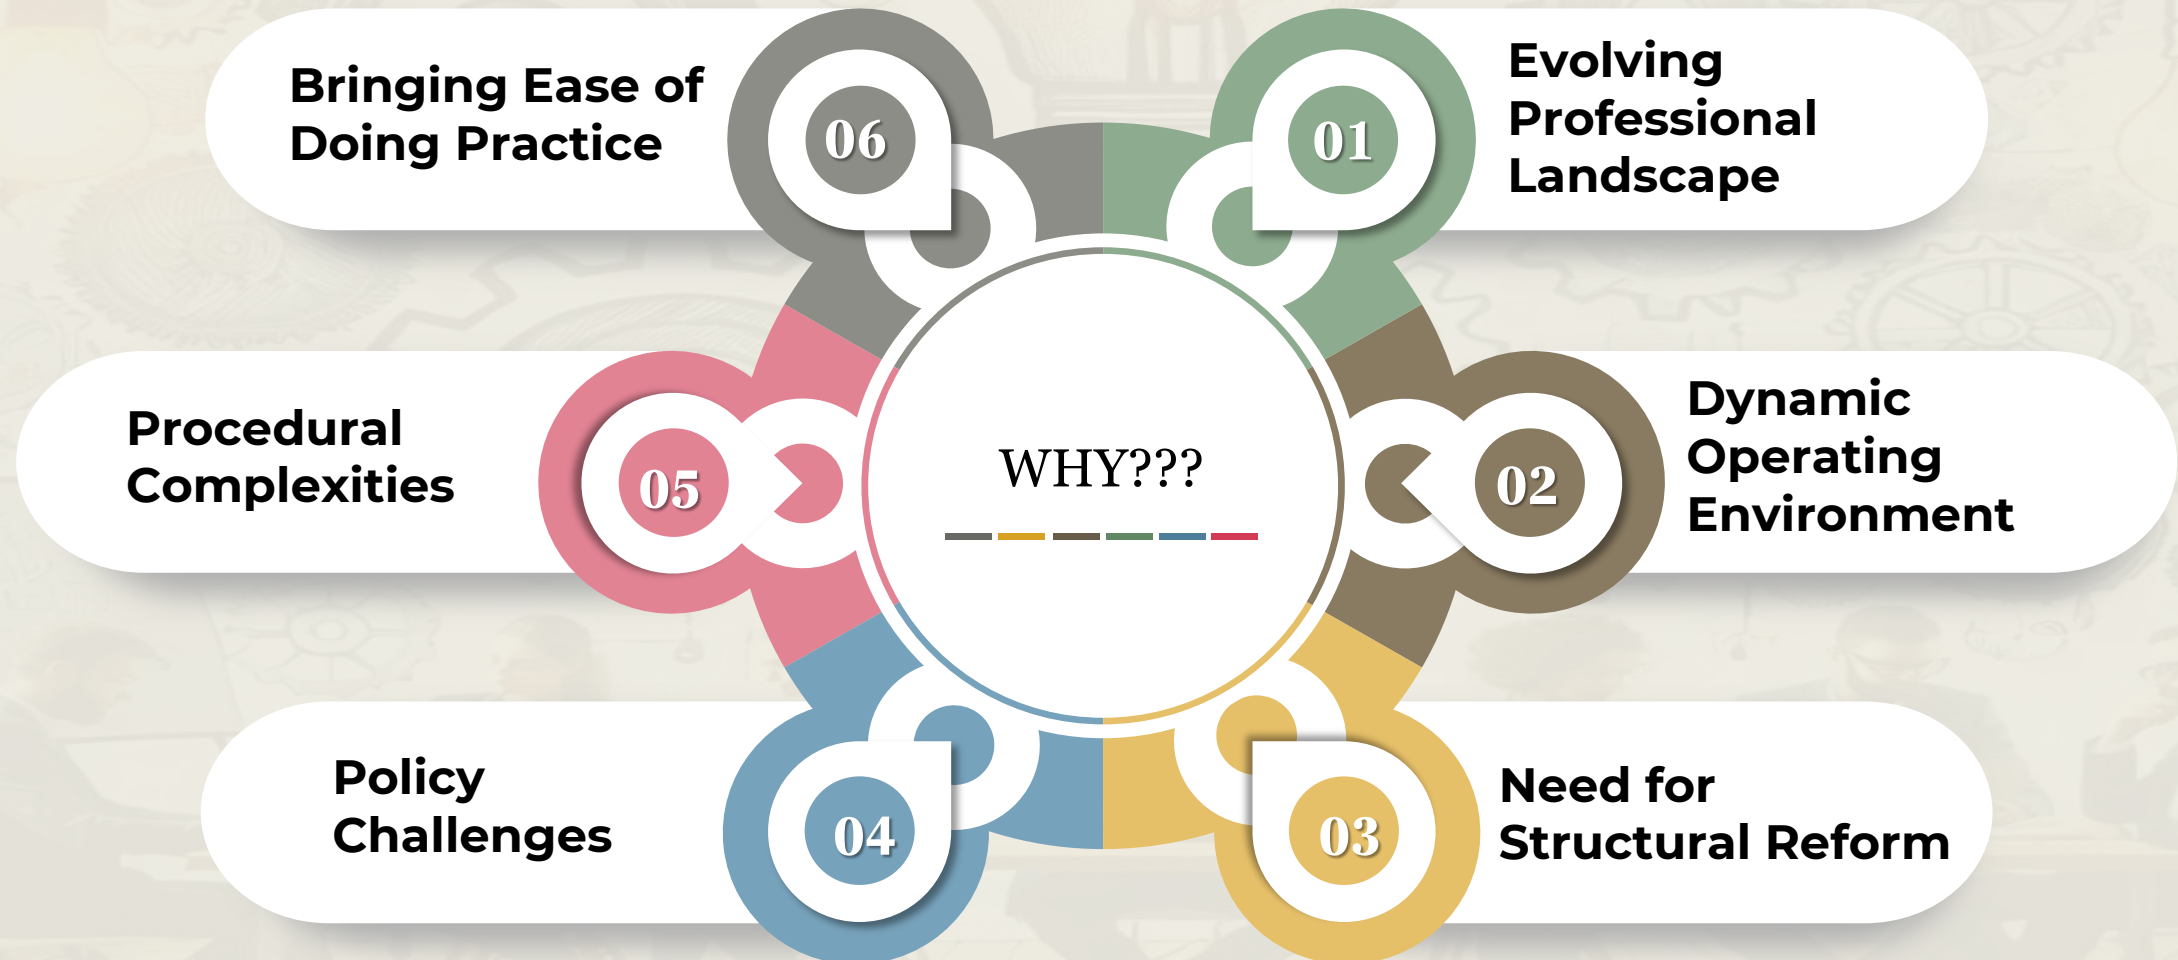 WHY???
01
Evolving
Professional
Landscape
02
Dynamic
Operating
Environment
03
Need for
Structural Reform
04
Policy
Challenges
05
Procedural
Complexities
06
Bringing Ease of
Doing Practice